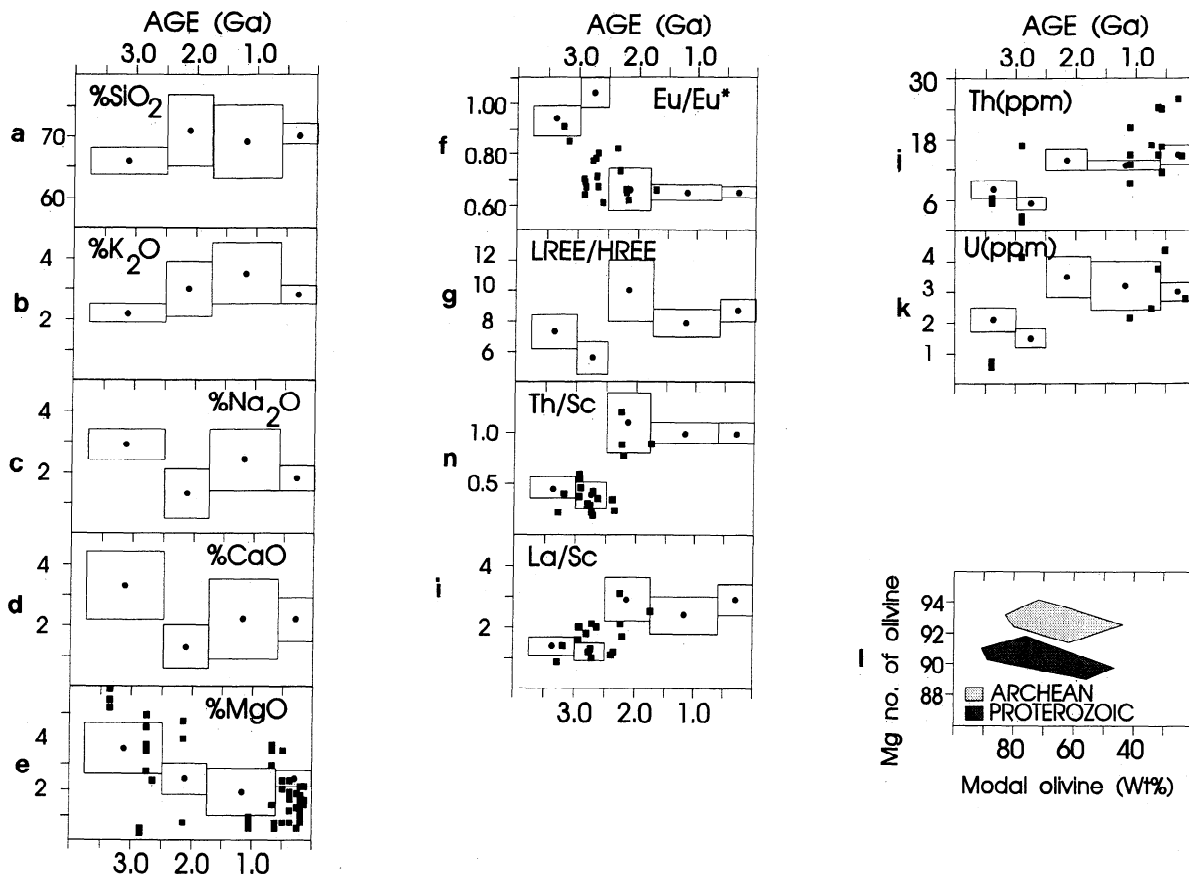 AGE (Ga)
3.0 2.0 1.0
a
%SiO2
70
60
b
%K2O
4
2
c
%Na2O
4
2
d
%CaO
4
2
e
%MgO
4
2
3.0 2.0 1.0
AGE (Ga)
3.0 2.0 1.0
f
Eu/Eu*
1.00
0.80
0.60
g
LREE/HREE
12
10
8
6
n
Th/Sc
1.0
0.5
i
La/Sc
4
2
3.0 2.0 1.0
AGE (Ga)
3.0 2.0 1.0
j
Th(ppm)
30
18
6
k
U(ppm)
4
3
2
1
l
Mg no. of olivine
94
92
90
88
ARCHEAN
PROTEROZOIC
80 60 40
Modal olivine (Wt%)